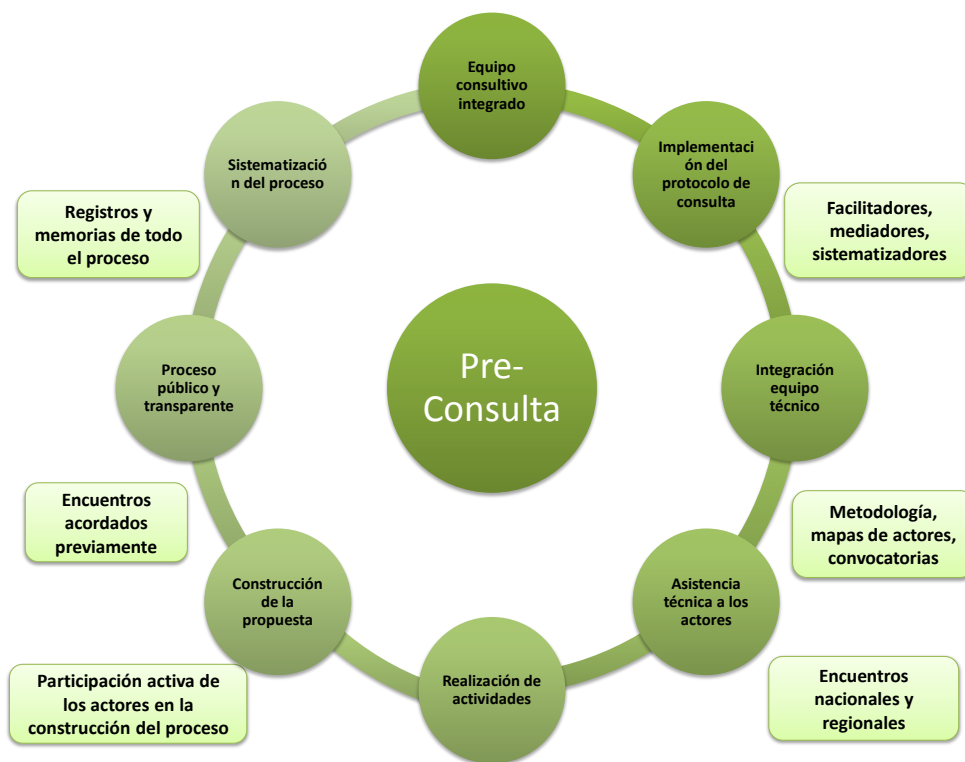 Equipo
consultivo
integrado
Implementaci
ón del
protocolo de
consulta
Facilitadores,
mediadores,
sistematizadores
Integración
equipo
técnico
Metodología,
mapas de actores,
convocatorias
Asistencia
técnica a los
actores
Encuentros
nacionales y
regionales
Realización de
actividades
Construcción
de la
propuesta
Participación activa de
los actores en la
construcción del proceso
Encuentros
acordados
previamente
Proceso
público y
transparente
Registros y
memorias de todo
el proceso
Sistematizació
n del proceso
Pre-
Consulta